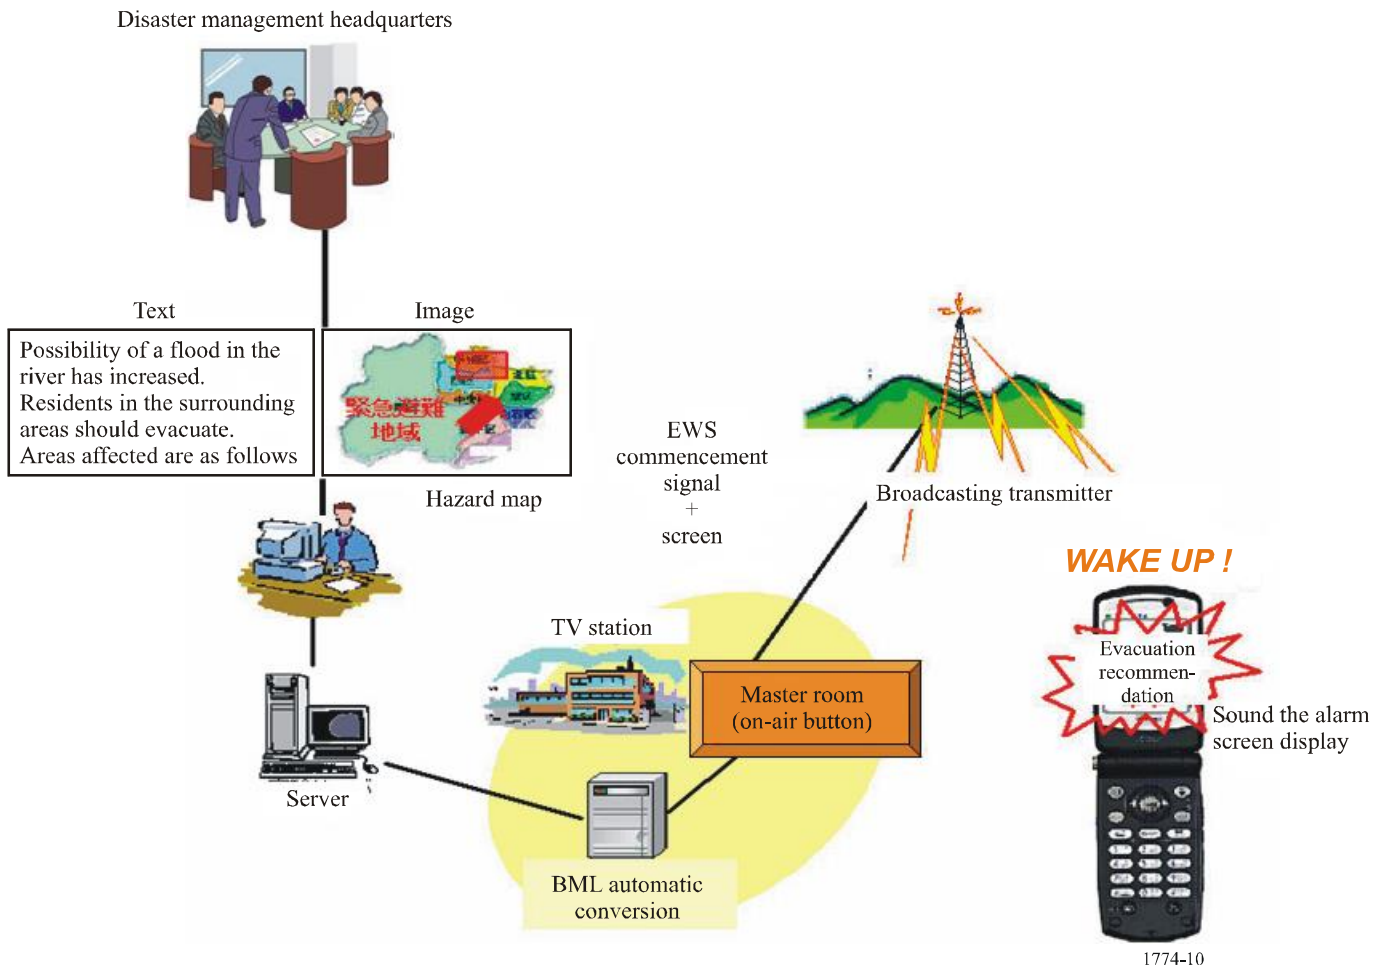 Disaster management headquarters
Text
Image
Possibility of a flood in the
river has increased.
Residents in the surrounding
areas should evacuate.
Areas affected are as follows
緊急避難
地域
Hazard map
EWS
commencement
signal
+
screen
Broadcasting transmitter
WAKE UP !
Evacuation
recommen-
dation
Sound the alarm
screen display
TV station
Master room
(on-air button)
Server
BML automatic
conversion
1774-10